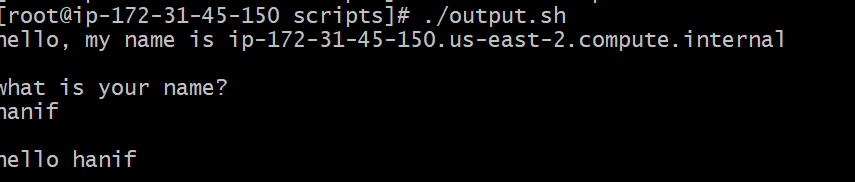 [root@ip-172-31-45-150 scripts]# ./output.sh
hello, my name is ip-172-31-45-150.us-east-2.compute.internal
what is your name?
hanif
hello hanif